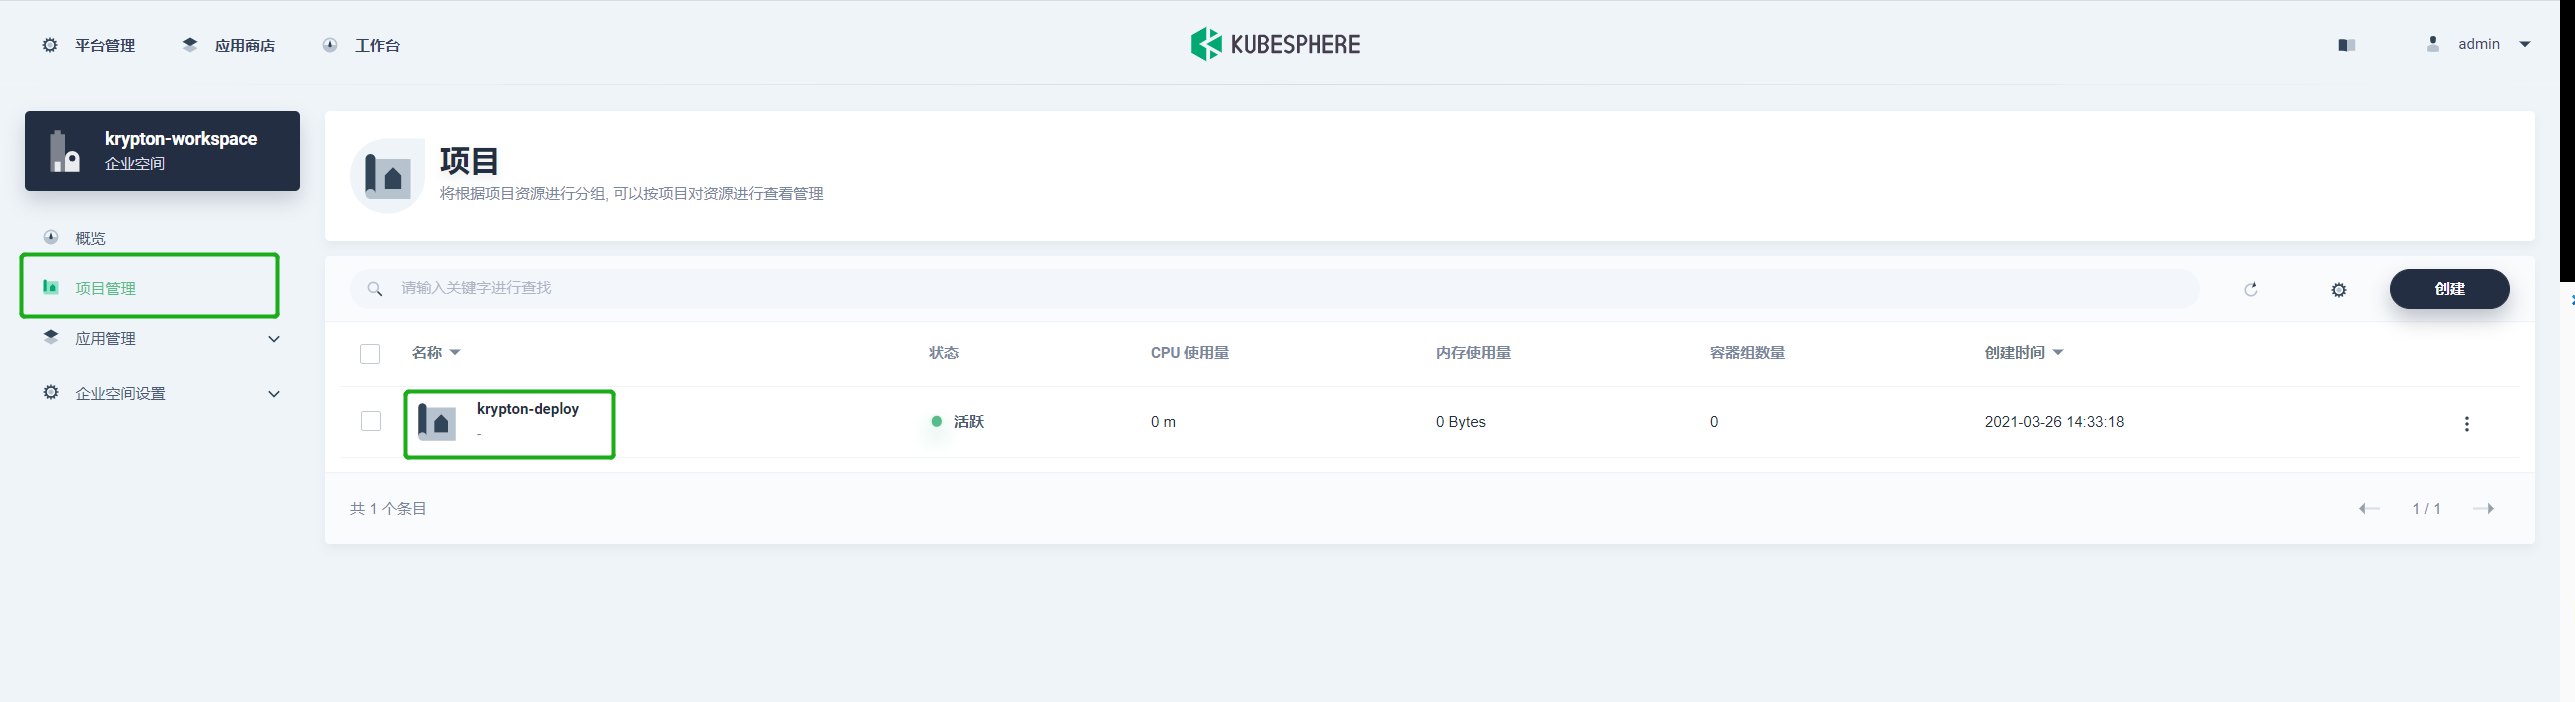 平台管理 应用商店 工作台 KUBESPHERE admin
krypton-workspace
企业空间
概览
项目管理
应用管理
企业空间设置
项目
将根据项目资源进行分组, 可以按项目对资源进行查看管理
请输入关键字进行查找 创建
名称 状态 CPU 使用量 内存使用量 容器组数量 创建时间
krypton-deploy 活跃 0 m 0 Bytes 0 2021-03-26 14:33:18
-
共 1 个条目 1 / 1